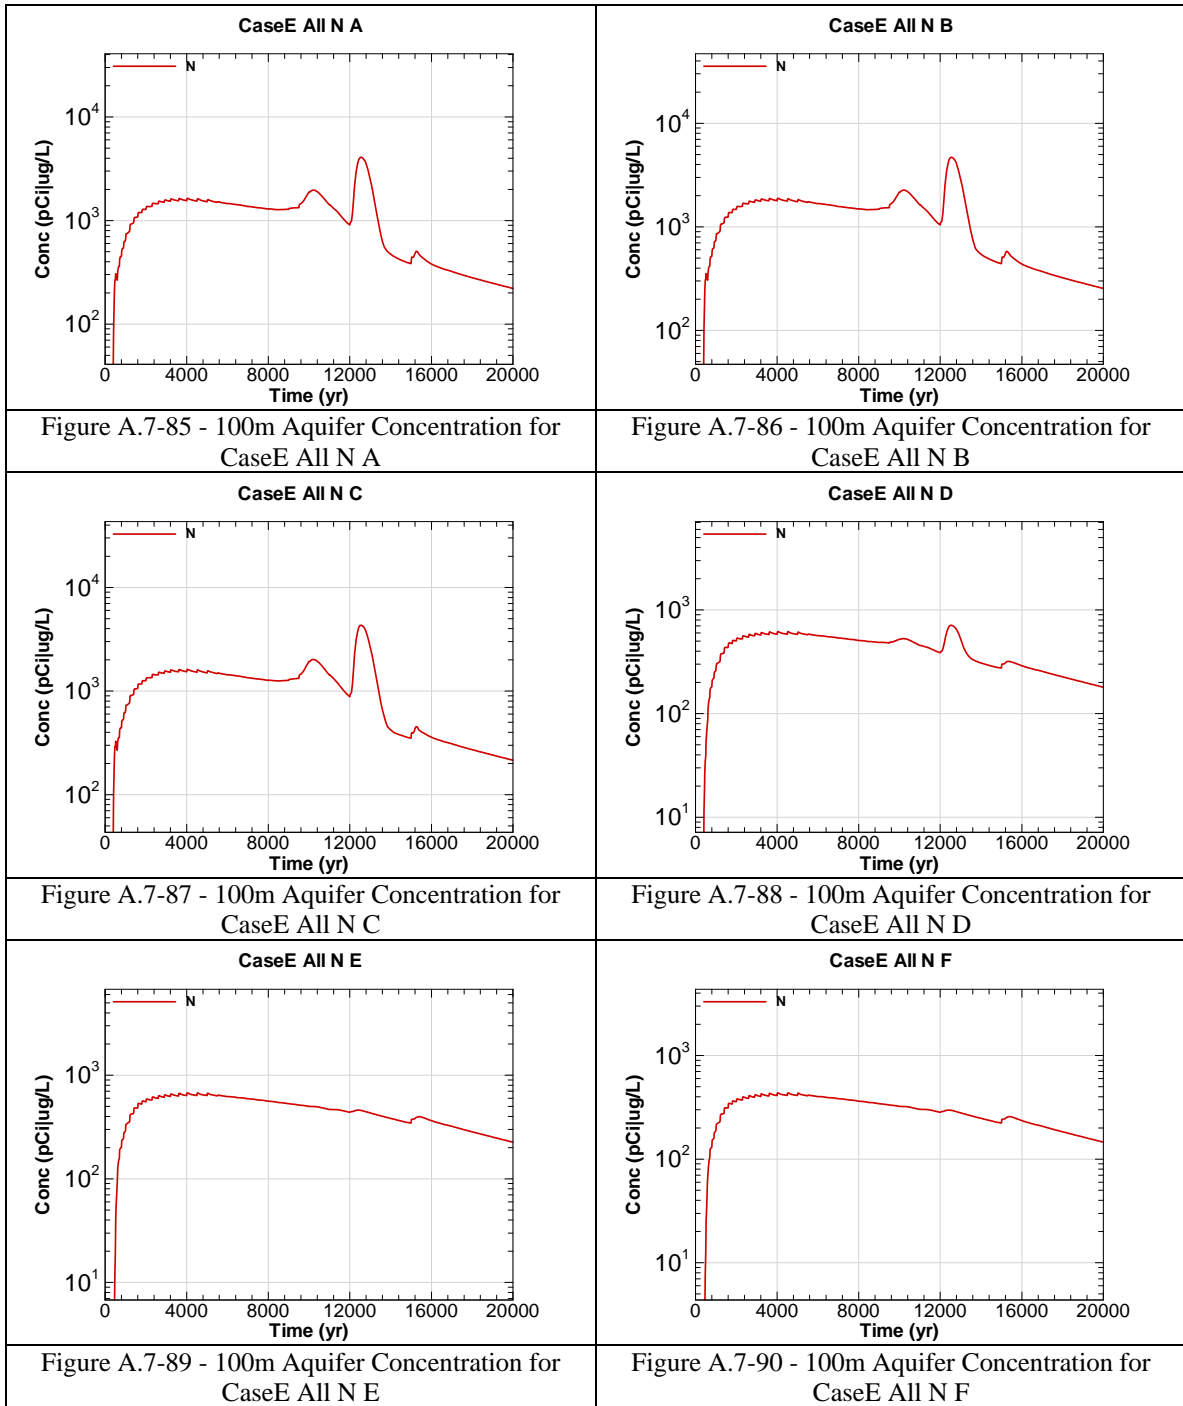 CaseE All N A
N
10^4
10^3
10^2
Conc (pCi|ug/L)
0 4000 8000 12000 16000 20000
Time (yr)
Figure A.7-85 - 100m Aquifer Concentration for
CaseE All N A
CaseE All N B
N
10^4
10^3
10^2
Conc (pCi|ug/L)
0 4000 8000 12000 16000 20000
Time (yr)
Figure A.7-86 - 100m Aquifer Concentration for
CaseE All N B
CaseE All N C
N
10^4
10^3
10^2
Conc (pCi|ug/L)
0 4000 8000 12000 16000 20000
Time (yr)
Figure A.7-87 - 100m Aquifer Concentration for
CaseE All N C
CaseE All N D
N
10^3
10^2
10^1
Conc (pCi|ug/L)
0 4000 8000 12000 16000 20000
Time (yr)
Figure A.7-88 - 100m Aquifer Concentration for
CaseE All N D
CaseE All N E
N
10^3
10^2
10^1
Conc (pCi|ug/L)
0 4000 8000 12000 16000 20000
Time (yr)
Figure A.7-89 - 100m Aquifer Concentration for
CaseE All N E
CaseE All N F
N
10^3
10^2
10^1
Conc (pCi|ug/L)
0 4000 8000 12000 16000 20000
Time (yr)
Figure A.7-90 - 100m Aquifer Concentration for
CaseE All N F